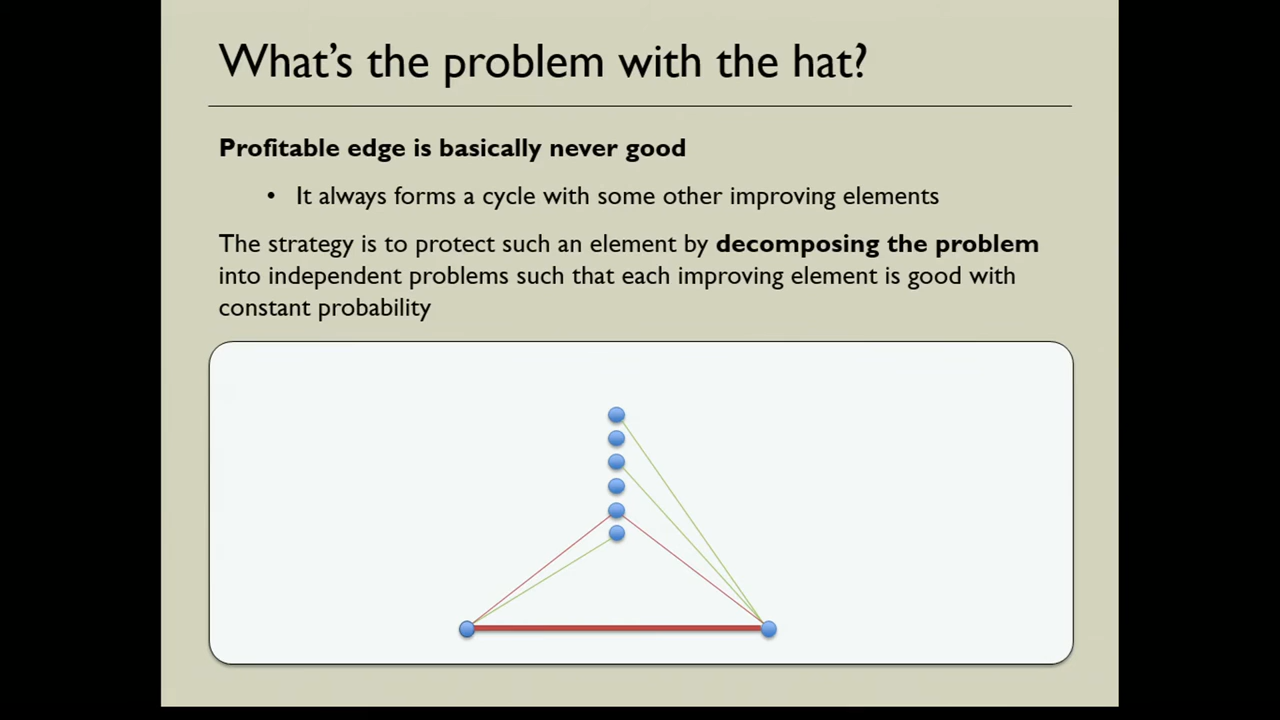 What's the problem with the hat?
Profitable edge is basically never good
• It always forms a cycle with some other improving elements
The strategy is to protect such an element by decomposing the problem
into independent problems such that each improving element is good with
constant probability